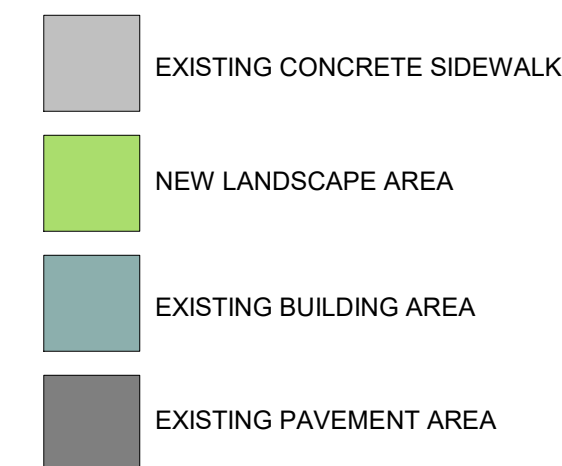 EXISTING CONCRETE SIDEWALK
NEW LANDSCAPE AREA
EXISTING BUILDING AREA
EXISTING PAVEMENT AREA